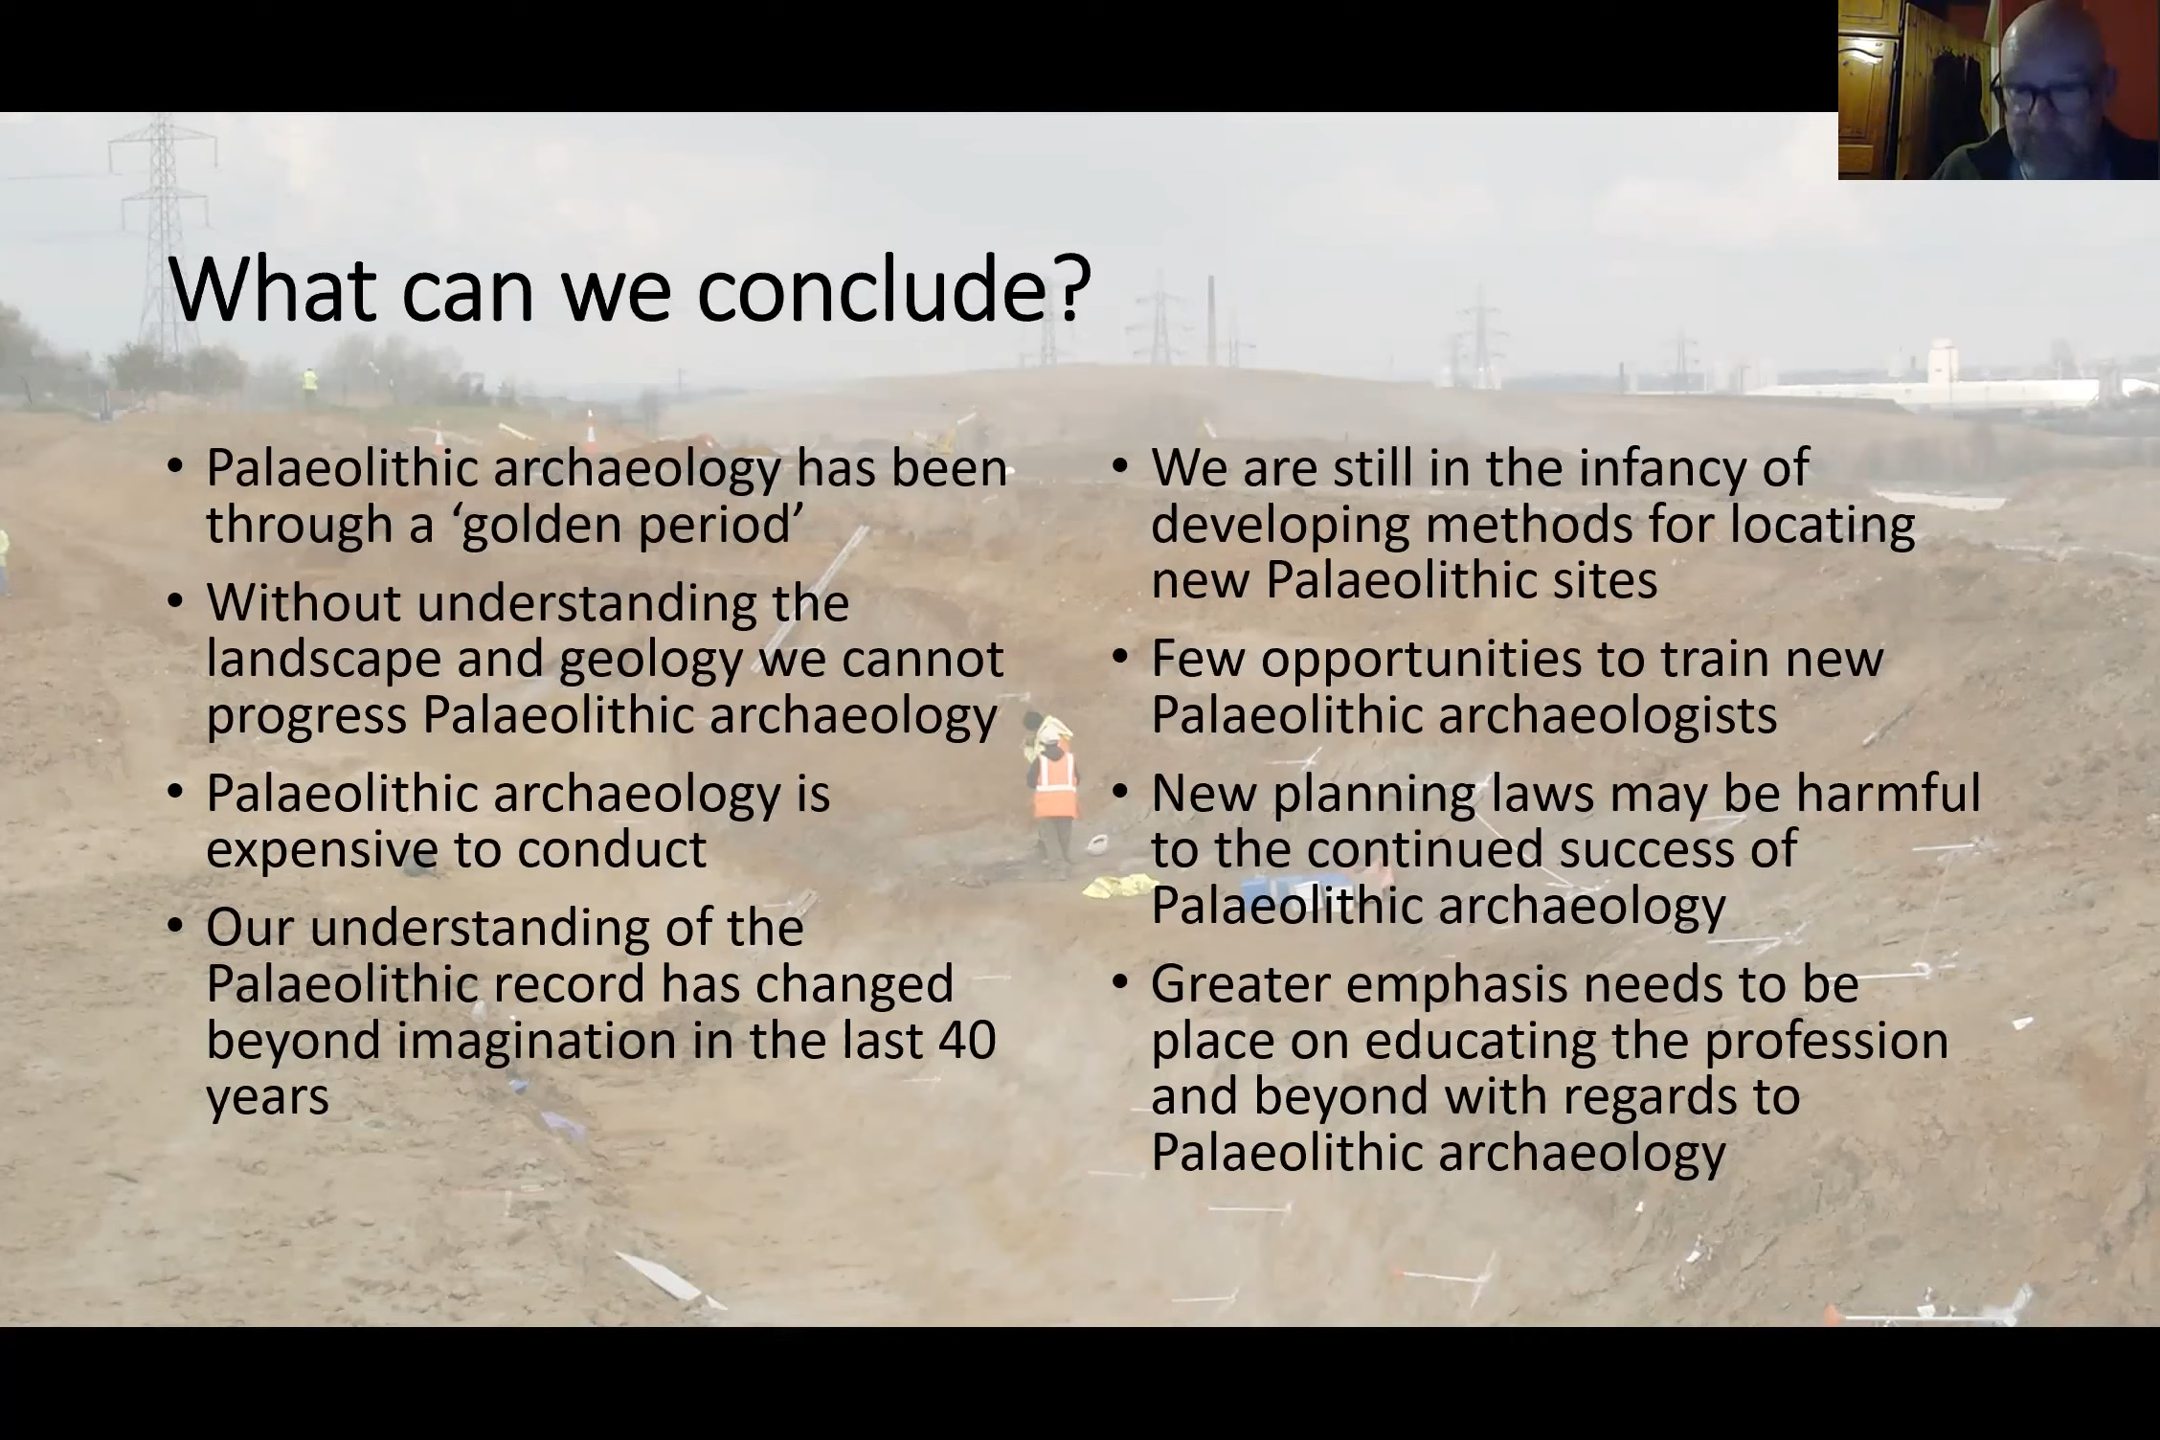 What can we conclude?
• Palaeolithic archaeology has been
through a ‘golden period’
• Without understanding the
landscape and geology we cannot
progress Palaeolithic archaeology
• Palaeolithic archaeology is
expensive to conduct
• Our understanding of the
Palaeolithic record has changed
beyond imagination in the last 40
years
• We are still in the infancy of
developing methods for locating
new Palaeolithic sites
• Few opportunities to train new
Palaeolithic archaeologists
• New planning laws may be harmful
to the continued success of
Palaeolithic archaeology
• Greater emphasis needs to be
place on educating the profession
and beyond with regards to
Palaeolithic archaeology